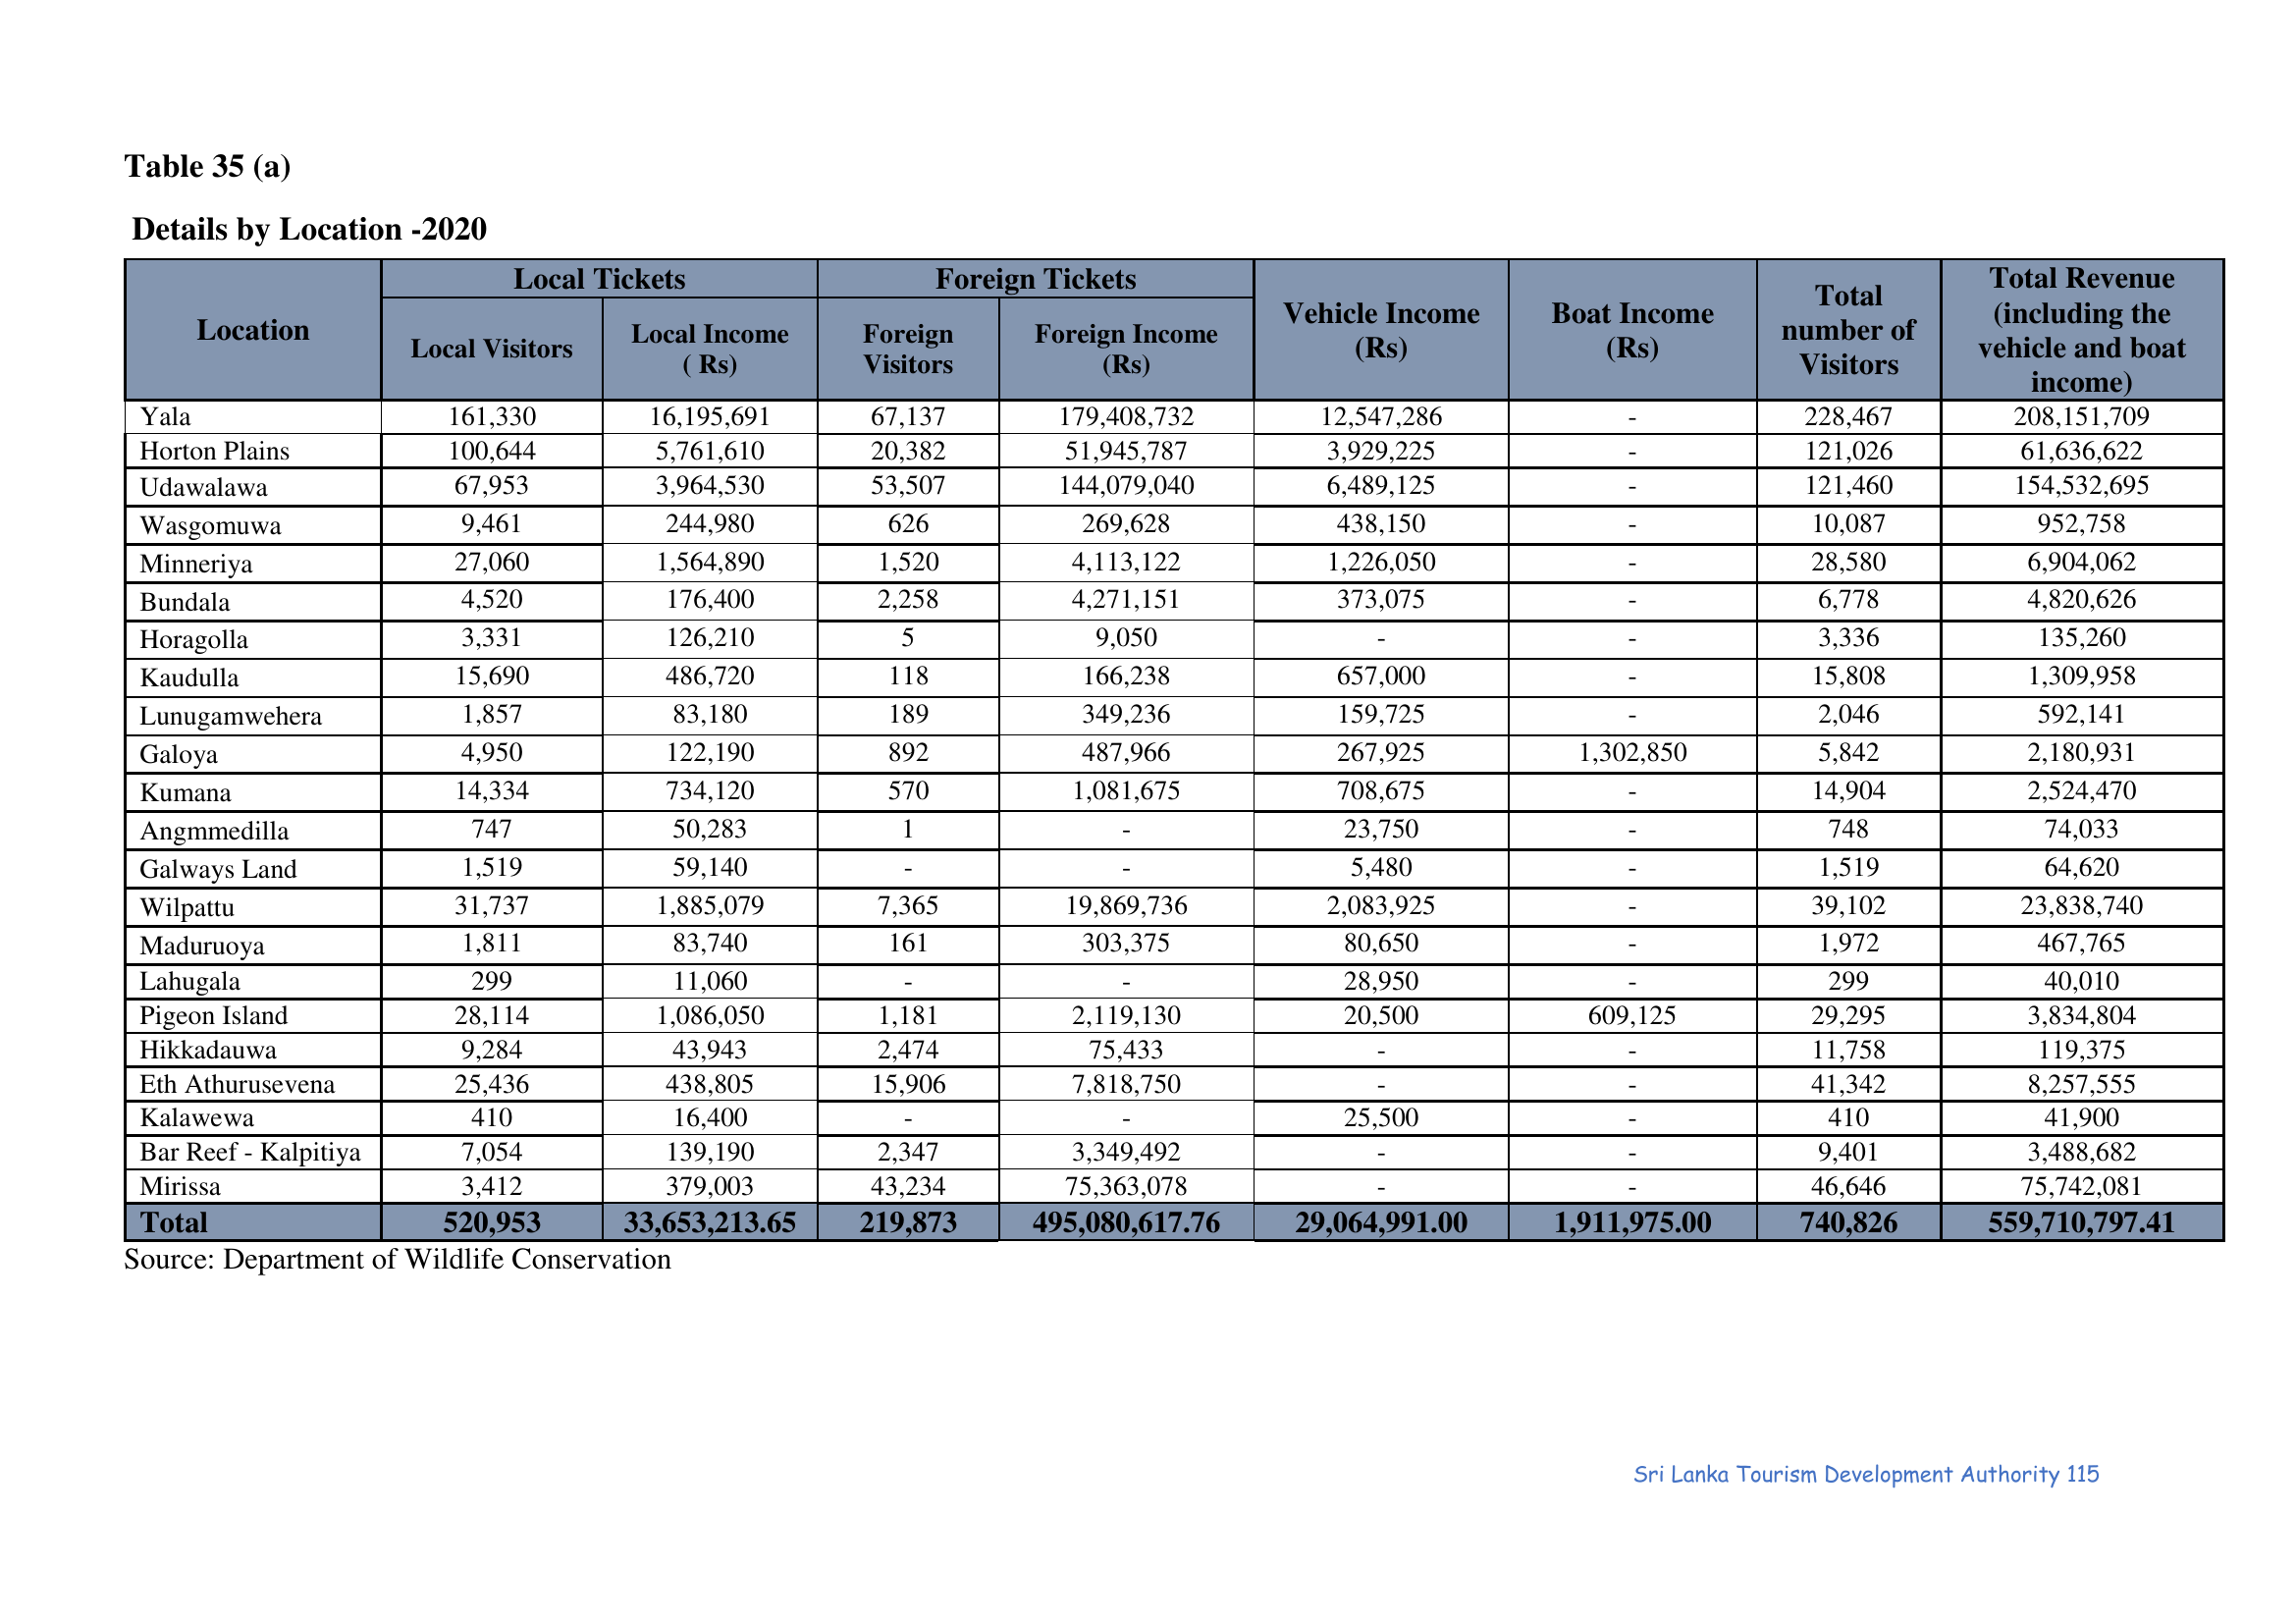 Table 35 (a)
Details by Location -2020
Location | Local Tickets | Foreign Tickets | Vehicle Income (Rs) | Boat Income (Rs) | Total number of Visitors | Total Revenue (including the vehicle and boat income)
Local Visitors | Local Income ( Rs) | Foreign Visitors | Foreign Income (Rs)
Yala | 161,330 | 16,195,691 | 67,137 | 179,408,732 | 12,547,286 | - | 228,467 | 208,151,709
Horton Plains | 100,644 | 5,761,610 | 20,382 | 51,945,787 | 3,929,225 | - | 121,026 | 61,636,622
Udawalawa | 67,953 | 3,964,530 | 53,507 | 144,079,040 | 6,489,125 | - | 121,460 | 154,532,695
Wasgomuwa | 9,461 | 244,980 | 626 | 269,628 | 438,150 | - | 10,087 | 952,758
Minneriya | 27,060 | 1,564,890 | 1,520 | 4,113,122 | 1,226,050 | - | 28,580 | 6,904,062
Bundala | 4,520 | 176,400 | 2,258 | 4,271,151 | 373,075 | - | 6,778 | 4,820,626
Horagolla | 3,331 | 126,210 | 5 | 9,050 | - | - | 3,336 | 135,260
Kaudulla | 15,690 | 486,720 | 118 | 166,238 | 657,000 | - | 15,808 | 1,309,958
Lunugamwehera | 1,857 | 83,180 | 189 | 349,236 | 159,725 | - | 2,046 | 592,141
Galoya | 4,950 | 122,190 | 892 | 487,966 | 267,925 | 1,302,850 | 5,842 | 2,180,931
Kumana | 14,334 | 734,120 | 570 | 1,081,675 | 708,675 | - | 14,904 | 2,524,470
Angmmedilla | 747 | 50,283 | 1 | - | 23,750 | - | 748 | 74,033
Galways Land | 1,519 | 59,140 | - | - | 5,480 | - | 1,519 | 64,620
Wilpattu | 31,737 | 1,885,079 | 7,365 | 19,869,736 | 2,083,925 | - | 39,102 | 23,838,740
Maduruoya | 1,811 | 83,740 | 161 | 303,375 | 80,650 | - | 1,972 | 467,765
Lahugala | 299 | 11,060 | - | - | 28,950 | - | 299 | 40,010
Pigeon Island | 28,114 | 1,086,050 | 1,181 | 2,119,130 | 20,500 | 609,125 | 29,295 | 3,834,804
Hikkadauwa | 9,284 | 43,943 | 2,474 | 75,433 | - | - | 11,758 | 119,375
Eth Athurusevena | 25,436 | 438,805 | 15,906 | 7,818,750 | - | - | 41,342 | 8,257,555
Kalawewa | 410 | 16,400 | - | - | 25,500 | - | 410 | 41,900
Bar Reef - Kalpitiya | 7,054 | 139,190 | 2,347 | 3,349,492 | - | - | 9,401 | 3,488,682
Mirissa | 3,412 | 379,003 | 43,234 | 75,363,078 | - | - | 46,646 | 75,742,081
Total | 520,953 | 33,653,213.65 | 219,873 | 495,080,617.76 | 29,064,991.00 | 1,911,975.00 | 740,826 | 559,710,797.41
Source: Department of Wildlife Conservation
Sri Lanka Tourism Development Authority 115